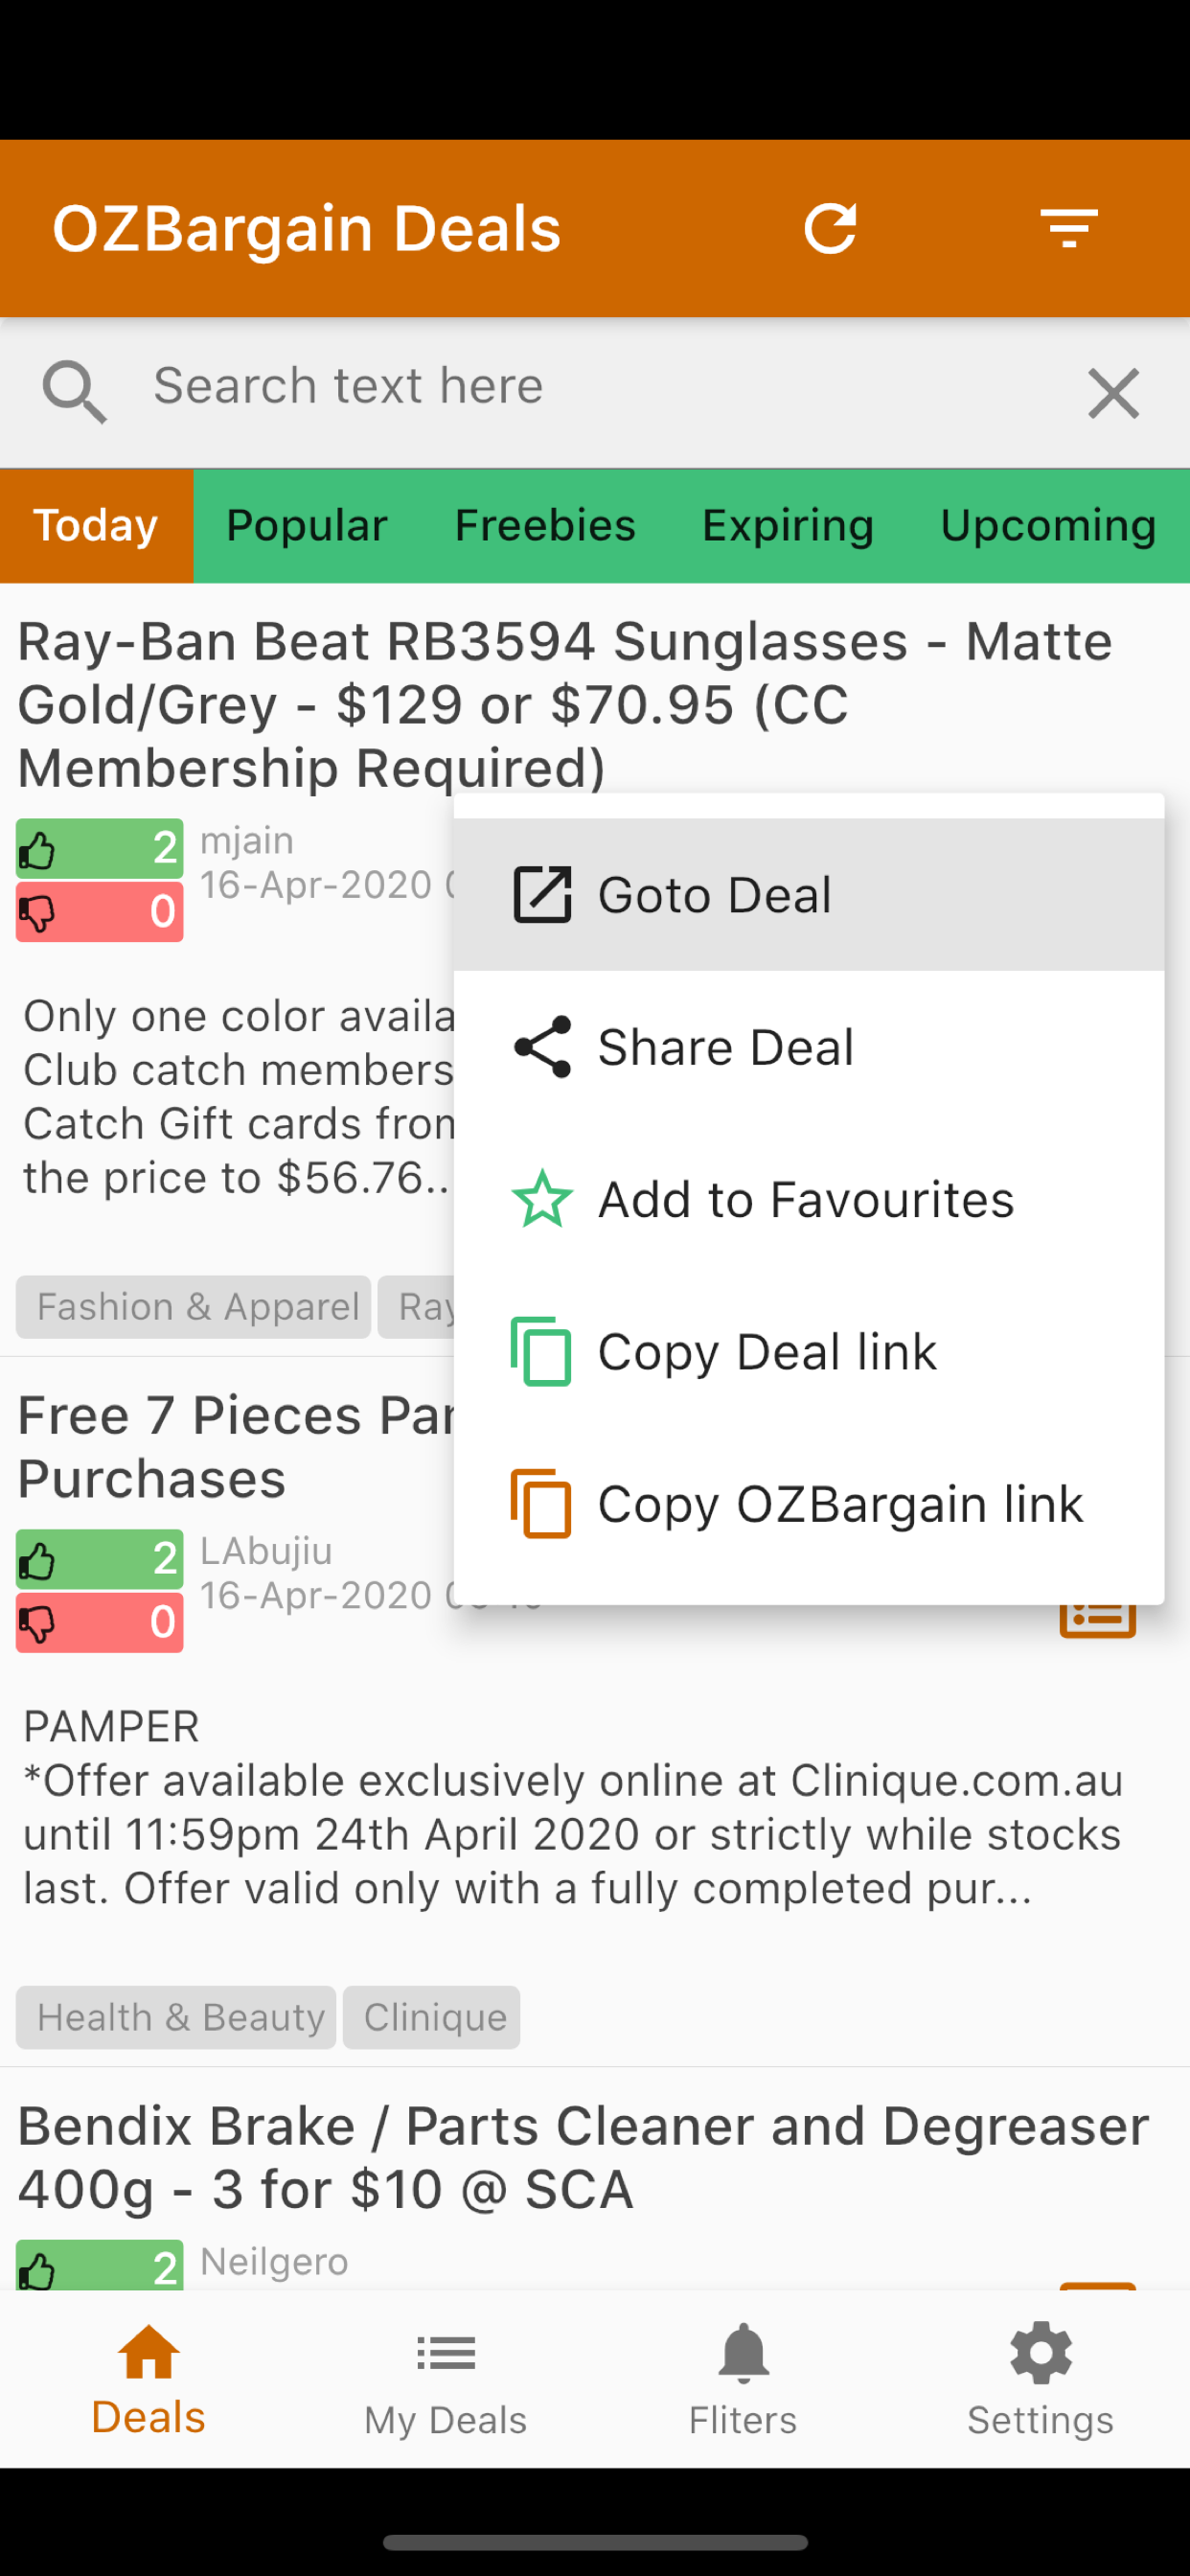 OZBargain Deals
Search text here
Today Popular Freebies Expiring Upcoming
Ray-Ban Beat RB3594 Sunglasses - Matte
Gold/Grey - $129 or $70.95 (CC
Membership Required)
2 mjain
16-Apr-2020
0
Only one color
Club catch
Catch Gift cards
the price to $56.76..
Fashion & Apparel
Goto Deal
Share Deal
Add to Favourites
Copy Deal link
Copy OZBargain link
Free 7 Pieces
Purchases
2 LAbujiu
16-Apr-2020
0
PAMPER
*Offer available exclusively online at Clinique.com.au
until 11:59pm 24th April 2020 or strictly while stocks
last. Offer valid only with a fully completed pur...
Health & Beauty Clinique
Bendix Brake / Parts Cleaner and Degreaser
400g - 3 for $10 @ SCA
2 Neilgero
Deals My Deals Fliters Settings